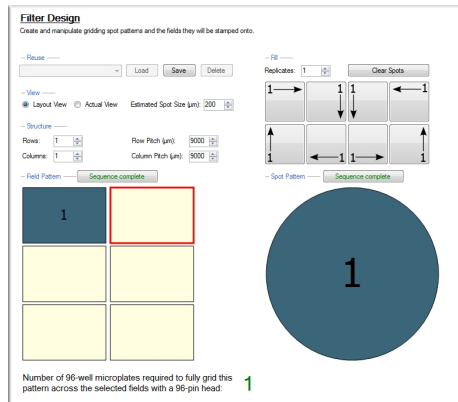 Filter Design
Create and manipulate gridding spot patterns and the fields they will be stamped onto.
Reuse
Load Save Delete
View
Layout View Actual View Estimated Spot Size (µm): 200
Structure
Rows: 1 Row Pitch (µm): 9000
Columns: 1 Column Pitch (µm): 9000
Field Pattern Sequence complete
1
Number of 96-well microplates required to fully grid this
pattern across the selected fields with a 96-pin head: 1
Fill
Replicates: 1 Clear Spots
1 1 1 1
1 1 1 1
Spot Pattern Sequence complete
1